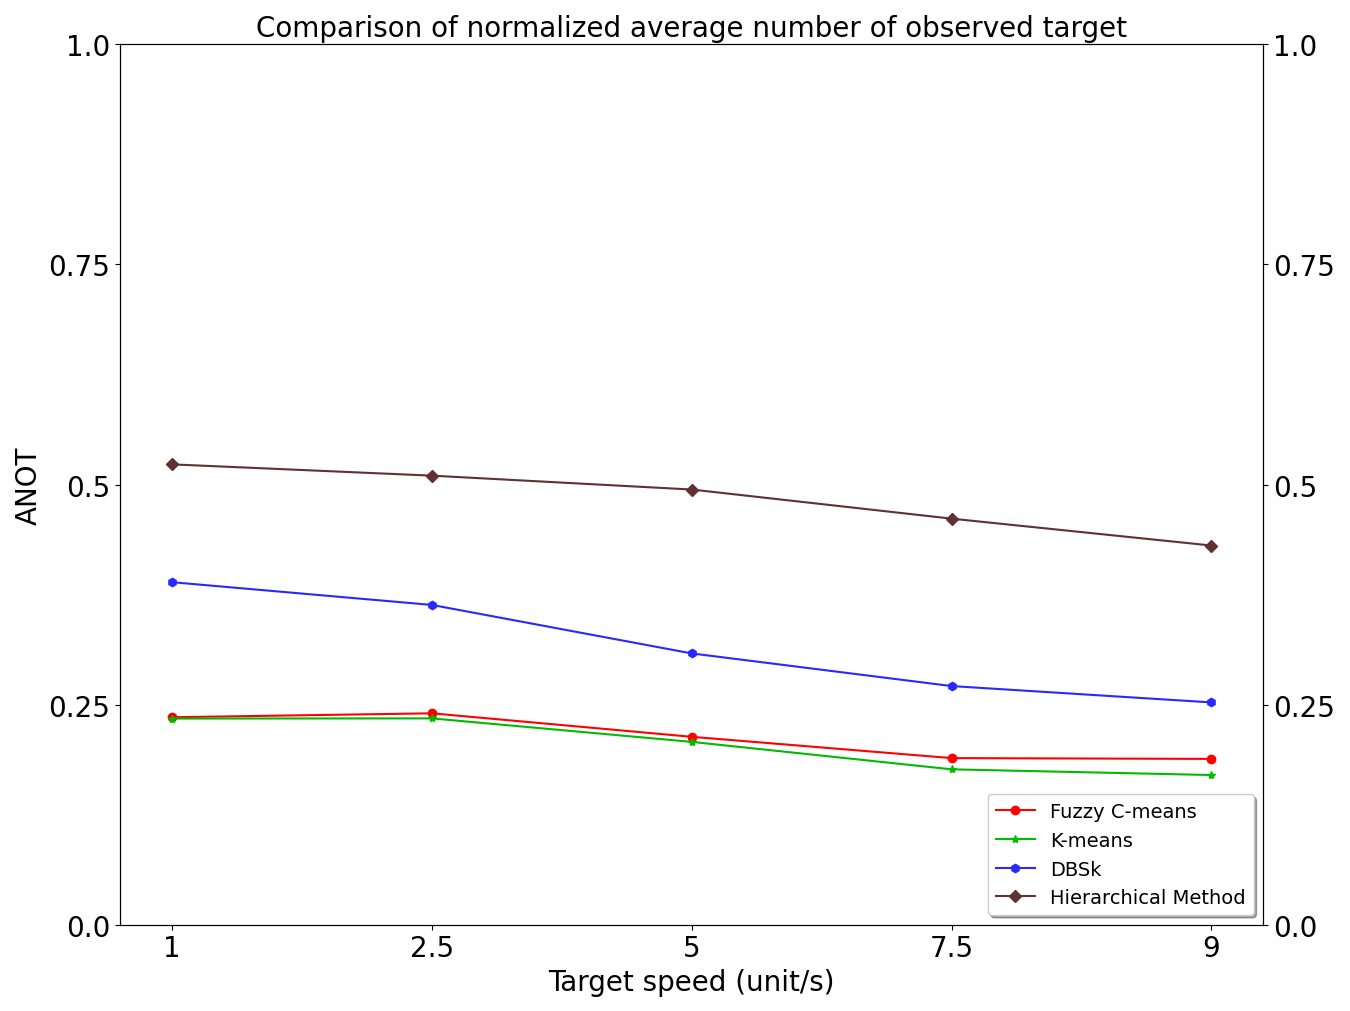 Comparison of normalized average number of observed target
1.0
0.75
0.5
0.25
0.0
ANOT
1.0
0.75
0.5
0.25
0.0
Fuzzy C-means
K-means
DBSk
Hierarchical Method
1 2.5 5 7.5 9
Target speed (unit/s)